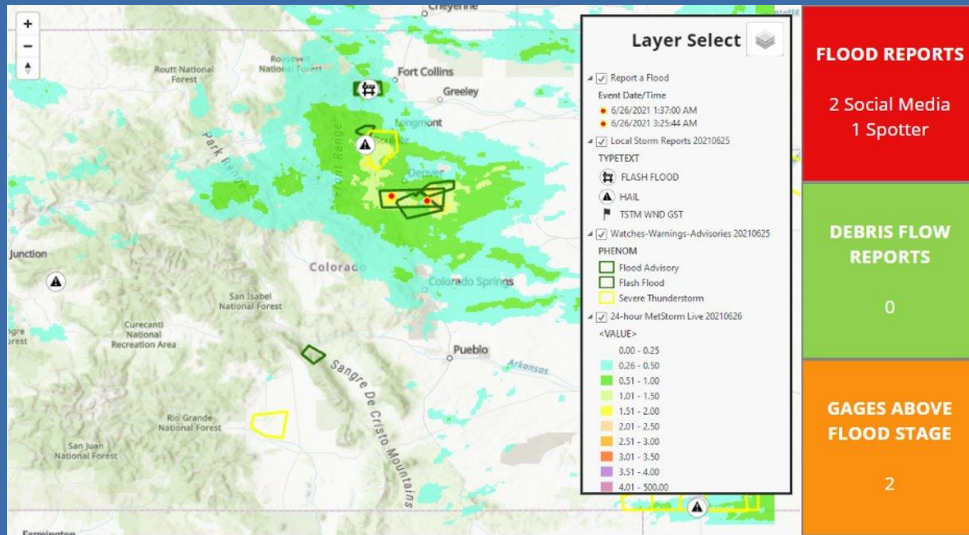 Cheyenne
Routt National
Forest
Roosevelt
National
Forest
Fort Collins
Greeley
Longmont
Park Range
Front Range
Denver
Junction
Colorado
Colorado Springs
San Isabel
National Forest
Curecanti
National
Recreation Area
Pueblo
Arkansas
Sangre De Cristo Mountains
Rio Grande
National Forest
San Juan
National Forest
Farmington
Layer Select
Report a Flood
Event Date/Time
6/26/2021 1:37:00 AM
6/26/2021 3:25:44 AM
Local Storm Reports 20210625
TYPETEXT
FLASH FLOOD
HAIL
TSTM WND GST
Watches-Warnings-Advisories 20210625
PHENOM
Flood Advisory
Flash Flood
Severe Thunderstorm
24-hour MetStorm Live 20210626
<VALUE>
0.00 - 0.25
0.26 - 0.50
0.51 - 1.00
1.01 - 1.50
1.51 - 2.00
2.01 - 2.50
2.51 - 3.00
3.01 - 3.50
3.51 - 4.00
4.01 - 500.00
FLOOD REPORTS
2 Social Media
1 Spotter
DEBRIS FLOW
REPORTS
0
GAGES ABOVE
FLOOD STAGE
2